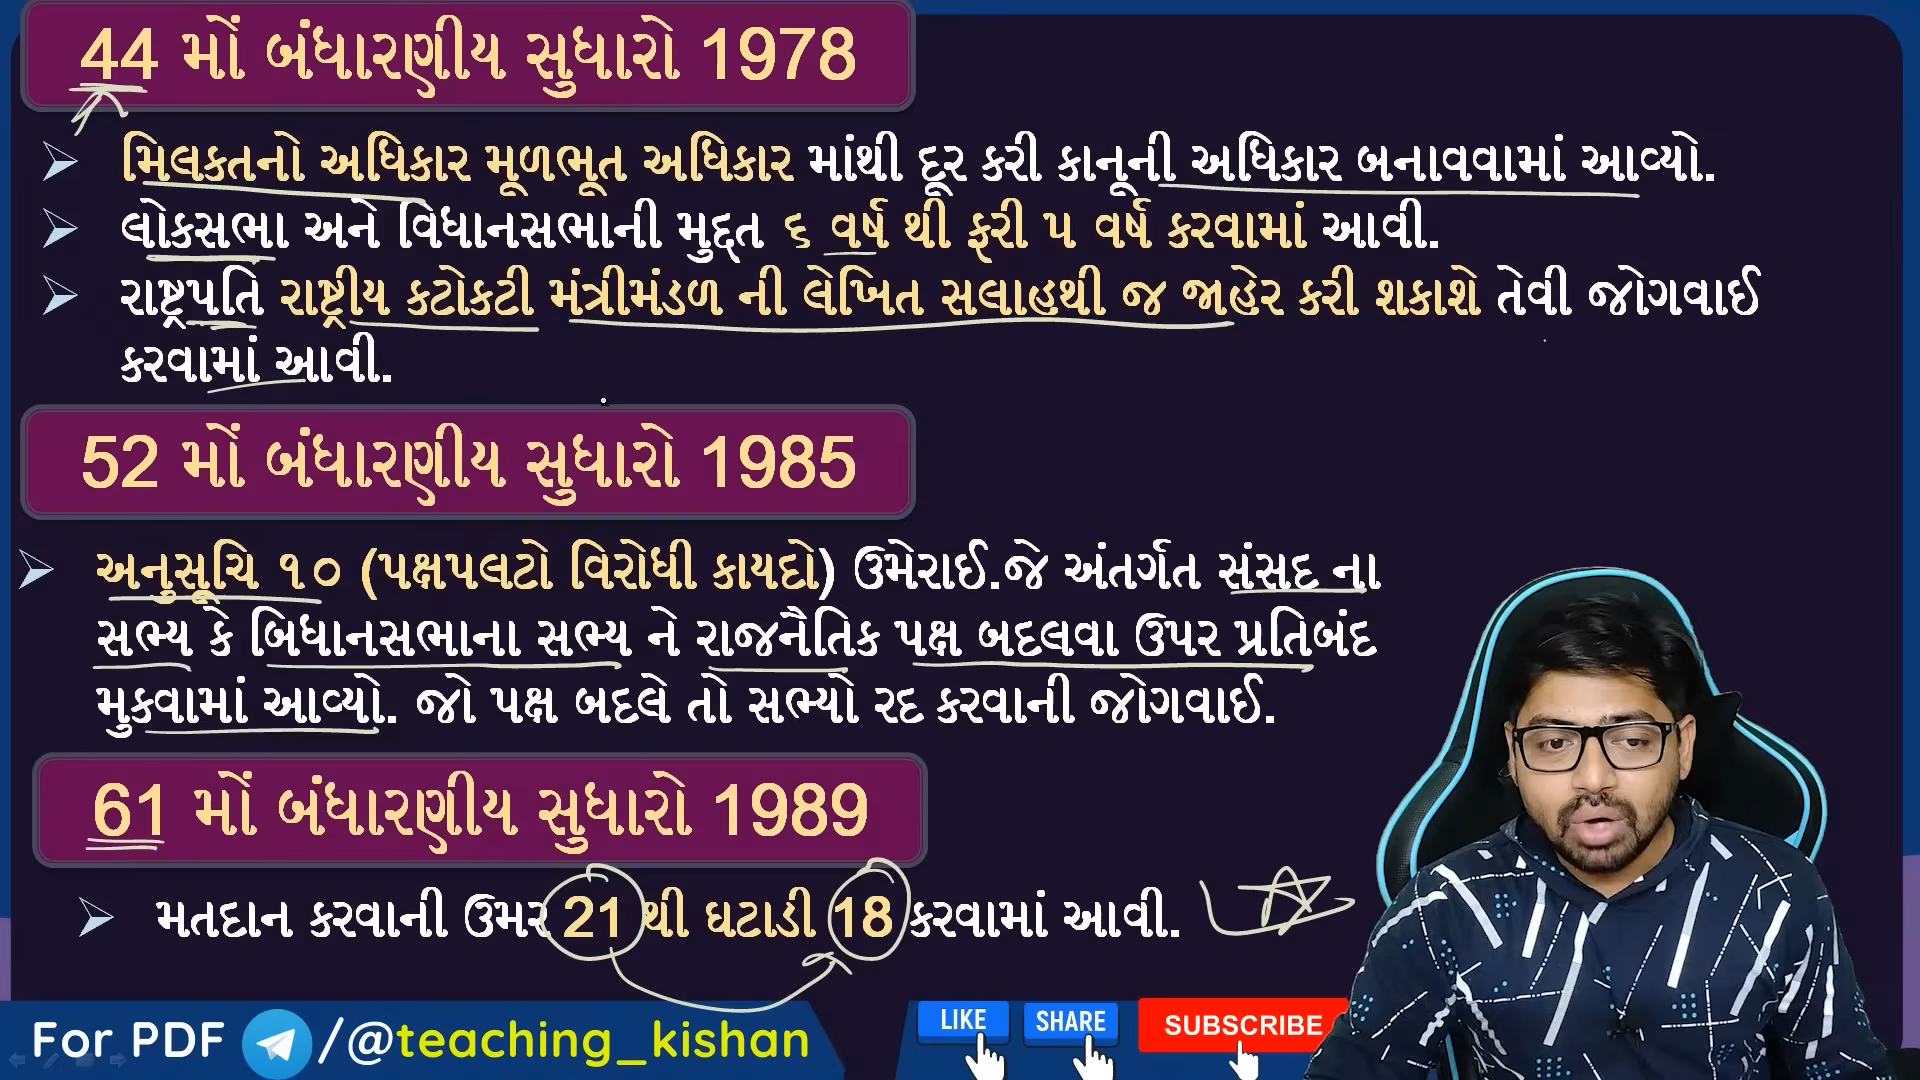 44 મોં બંધારણીય સુધારો 1978
મિલકતનો અધિકાર મૂળભૂત અધિકાર માંથી દૂર કરી કાનૂની અધિકાર બનાવવામાં આવ્યો.
લોકસભા અને વિધાનસભાની મુદ્દત ૬ વર્ષ થી ફરી ૫ વર્ષ કરવામાં આવી.
રાષ્ટ્રપતિ રાષ્ટ્રીય કટોકટી મંત્રીમંડળ ની લેખિત સલાહથી જ જાહેર કરી શકાશે તેવી જોગવાઈ
કરવામાં આવી.
52 મોં બંધારણીય સુધારો 1985
અનુસૂચિ ૧૦ (પક્ષપલટો વિરોધી કાયદો) ઉમેરાઈ.જે અંતર્ગત સંસદ ના
સભ્ય કે બિધાનસભાના સભ્ય ને રાજનૈતિક પક્ષ બદલવા ઉપર પ્રતિબંદ
મુકવામાં આવ્યો. જો પક્ષ બદલે તો સભ્યો રદ કરવાની જોગવાઈ.
61 મોં બંધારણીય સુધારો 1989
મતદાન કરવાની ઉમર 21 થી ઘટાડી 18 કરવામાં આવી.
For PDF /@teaching_kishan
LIKE SHARE SUBSCRIBE